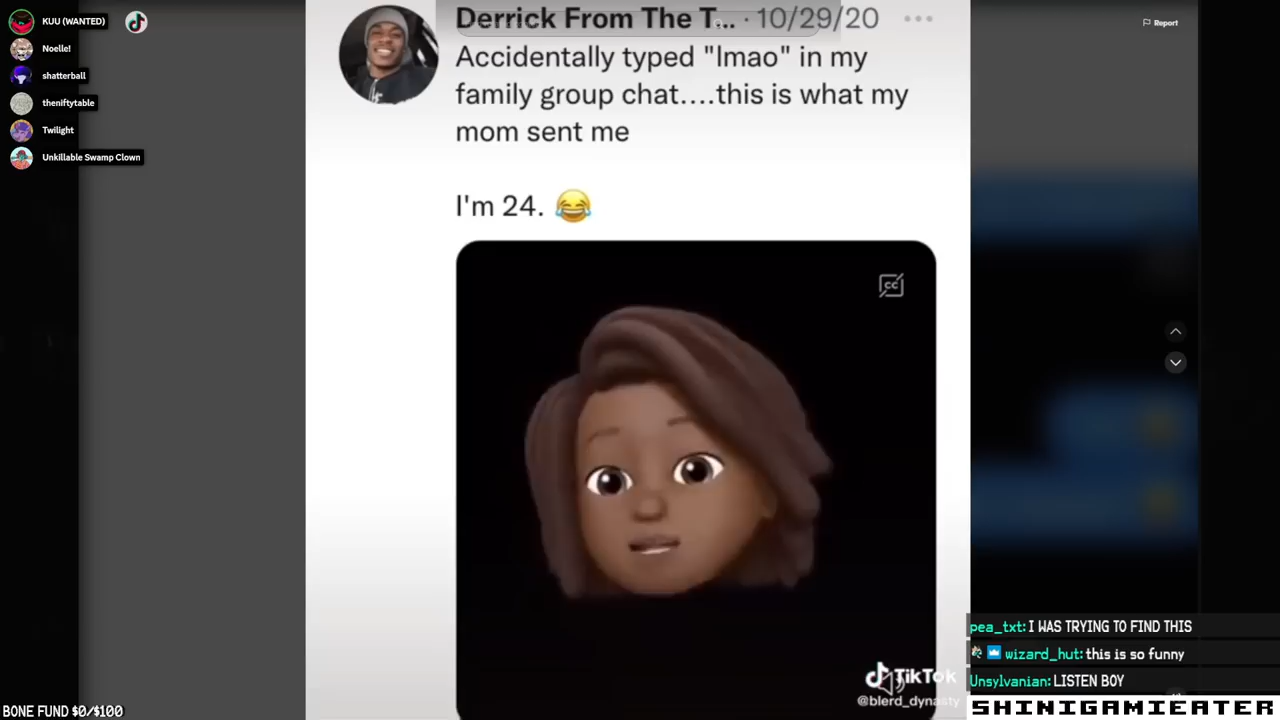 KUU (WANTED)
Noelle!
shatterball
theniftytable
Twilight
Unkillable Swamp Clown
Report
Derrick From The T... · 10/29/20
Accidentally typed "lmao" in my
family group chat....this is what my
mom sent me
I'm 24. 😂
CC
TikTok
@blerd_dynasty
pea_txt: I WAS TRYING TO FIND THIS
wizard_hut: this is so funny
Unsylvanian: LISTEN BOY
BONE FUND $0/$100
SHINIGAMIEATER